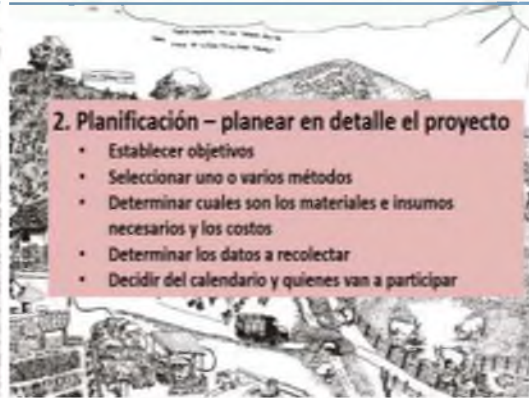 2. Planificación – planear en detalle el proyecto
• Establecer objetivos
• Seleccionar uno o varios métodos
• Determinar cuales son los materiales e insumos
necesarios y los costos
• Determinar los datos a recolectar
• Decidir del calendario y quienes van a participar